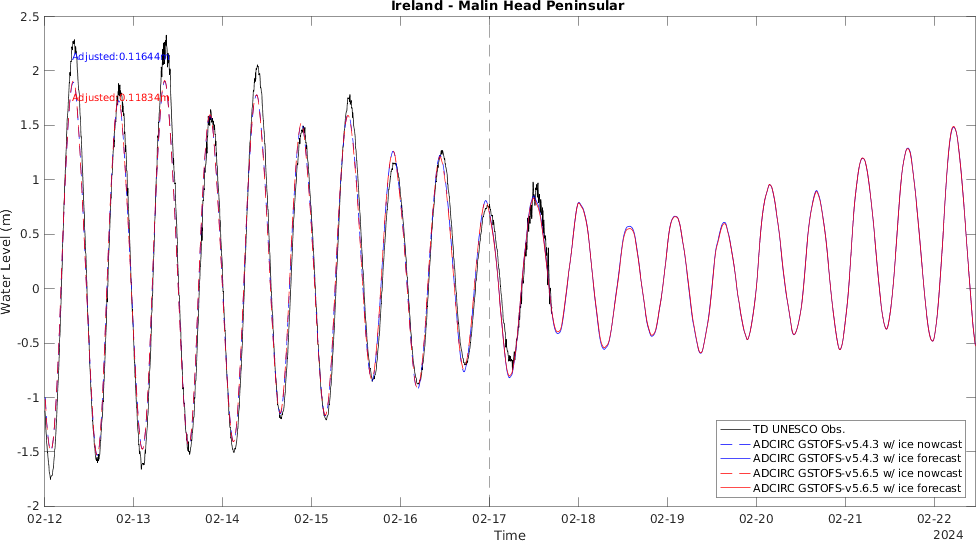 Ireland - Malin Head Peninsular
2.5
2
1.5
1
0.5
0
-0.5
-1
-1.5
-2
Water Level (m)
Adjusted:0.11644m
Adjusted:0.11834m
TD UNESCO Obs.
ADCIRC GSTOFS-v5.4.3 w/ ice nowcast
ADCIRC GSTOFS-v5.4.3 w/ ice forecast
ADCIRC GSTOFS-v5.6.5 w/ ice nowcast
ADCIRC GSTOFS-v5.6.5 w/ ice forecast
02-12 02-13 02-14 02-15 02-16 02-17 02-18 02-19 02-20 02-21 02-22
Time
2024